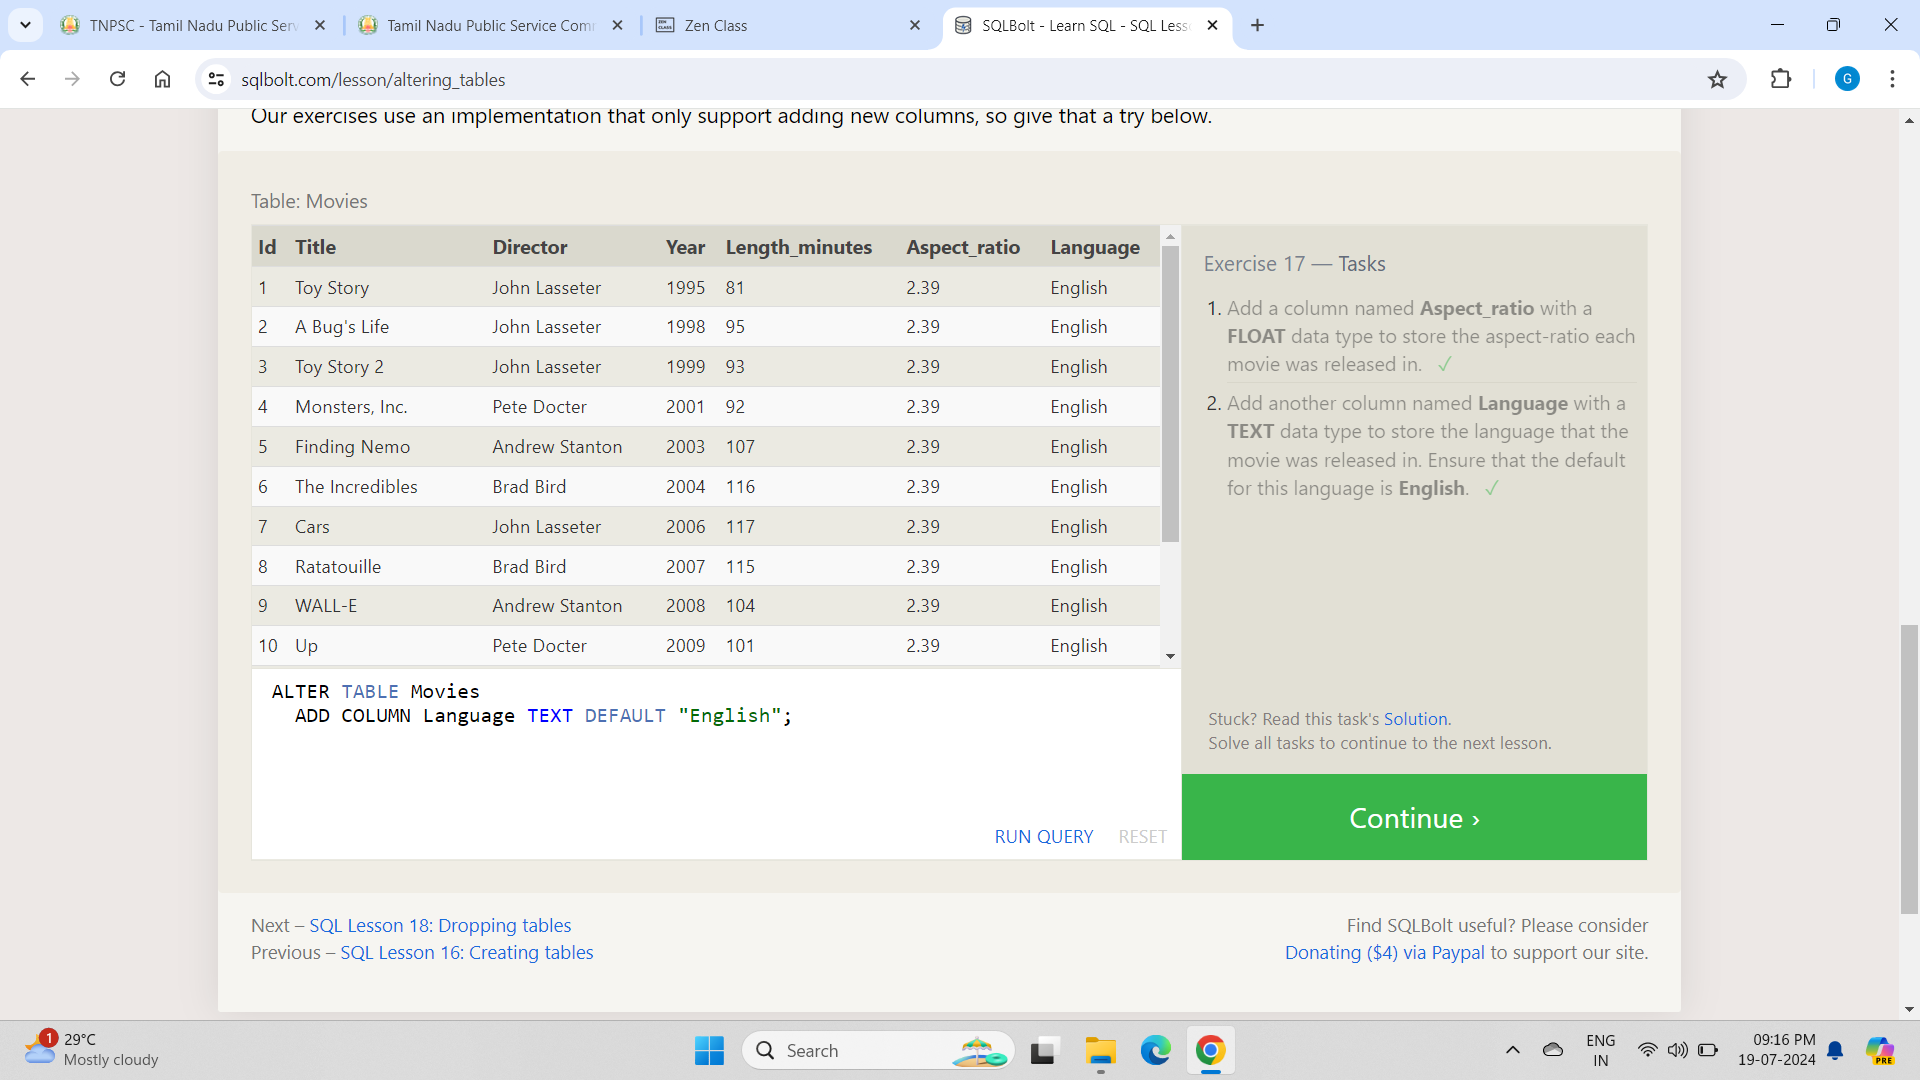 TNPSC - Tamil Nadu Public Serv
Tamil Nadu Public Service Comm
Zen Class
SQLBolt - Learn SQL - SQL Less
sqlbolt.com/lesson/altering_tables
G
Our exercises use an implementation that only support adding new columns, so give that a try below.
Table: Movies
Id Title Director Year Length_minutes Aspect_ratio Language
1 Toy Story John Lasseter 1995 81 2.39 English
2 A Bug's Life John Lasseter 1998 95 2.39 English
3 Toy Story 2 John Lasseter 1999 93 2.39 English
4 Monsters, Inc. Pete Docter 2001 92 2.39 English
5 Finding Nemo Andrew Stanton 2003 107 2.39 English
6 The Incredibles Brad Bird 2004 116 2.39 English
7 Cars John Lasseter 2006 117 2.39 English
8 Ratatouille Brad Bird 2007 115 2.39 English
9 WALL-E Andrew Stanton 2008 104 2.39 English
10 Up Pete Docter 2009 101 2.39 English
ALTER TABLE Movies
ADD COLUMN Language TEXT DEFAULT "English";
RUN QUERY RESET
Exercise 17 — Tasks
1. Add a column named Aspect_ratio with a
FLOAT data type to store the aspect-ratio each
movie was released in. ✓
2. Add another column named Language with a
TEXT data type to store the language that the
movie was released in. Ensure that the default
for this language is English. ✓
Stuck? Read this task's Solution.
Solve all tasks to continue to the next lesson.
Continue ›
Next – SQL Lesson 18: Dropping tables
Previous – SQL Lesson 16: Creating tables
Find SQLBolt useful? Please consider
Donating ($4) via Paypal to support our site.
1
29°C
Mostly cloudy
Search
ENG
IN
09:16 PM
19-07-2024
PRE